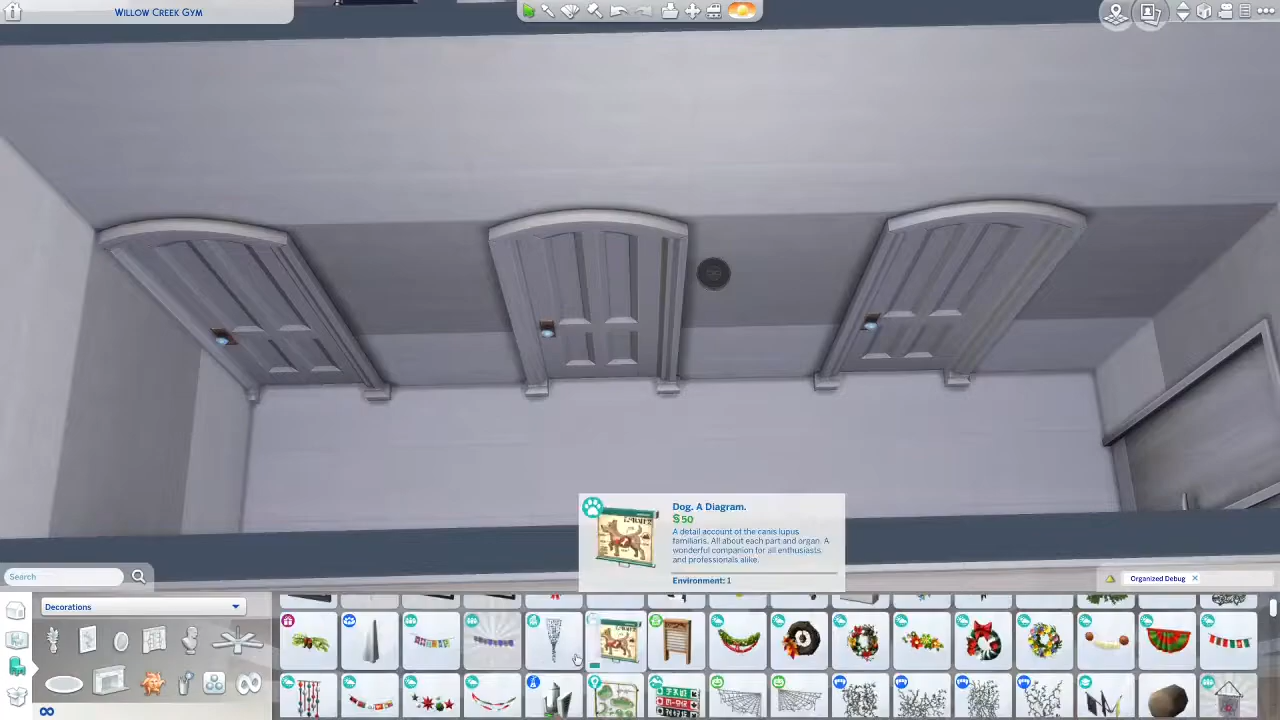 WILLOW CREEK GYM
Dog. A Diagram.
$50
A detail account of the canis lupus
familiaris. All about each part and organ. A
wonderful companion for all enthusiasts
and professionals alike.
Environment: 1
Search
Organized Debug
Decorations